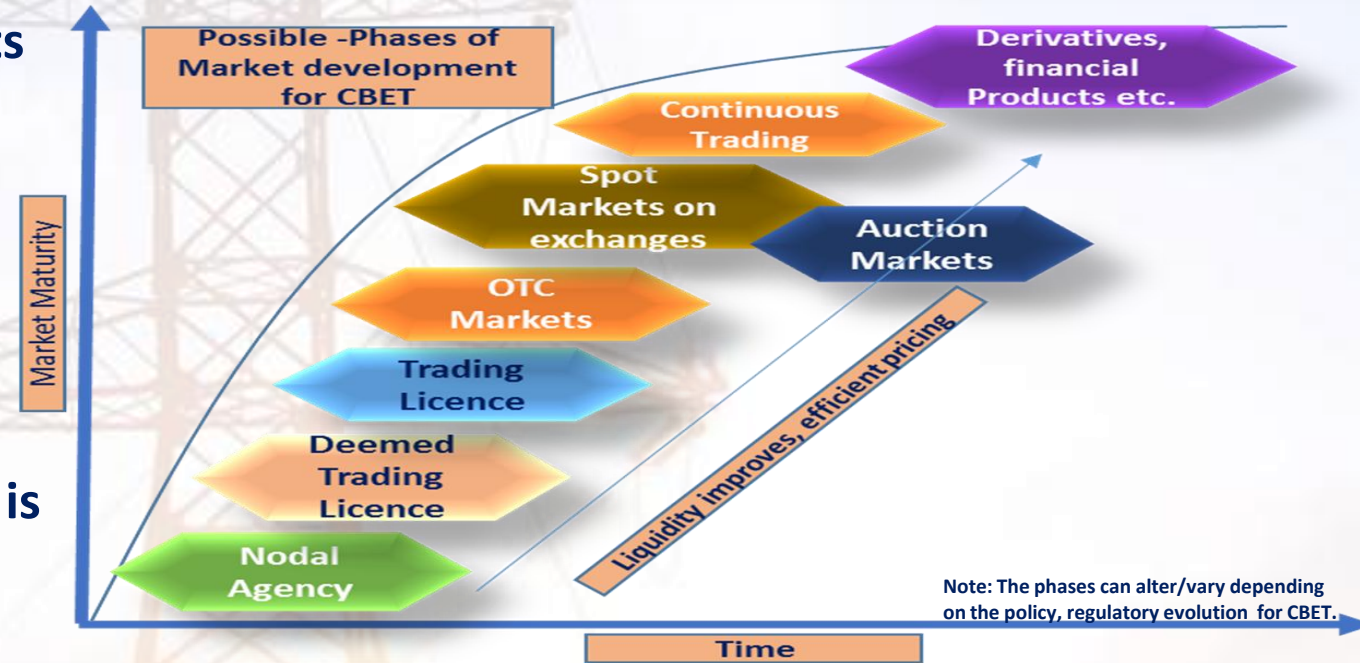 ts
is
Possible -Phases of
Market development
for CBET
Derivatives,
financial
Products etc.
Continuous
Trading
Spot
Markets on
exchanges
Auction
Markets
OTC
Markets
Trading
Licence
Deemed
Trading
Licence
Nodal
Agency
Market Maturity
Liquidity improves, efficient pricing
Note: The phases can alter/vary depending
on the policy, regulatory evolution for CBET.
Time